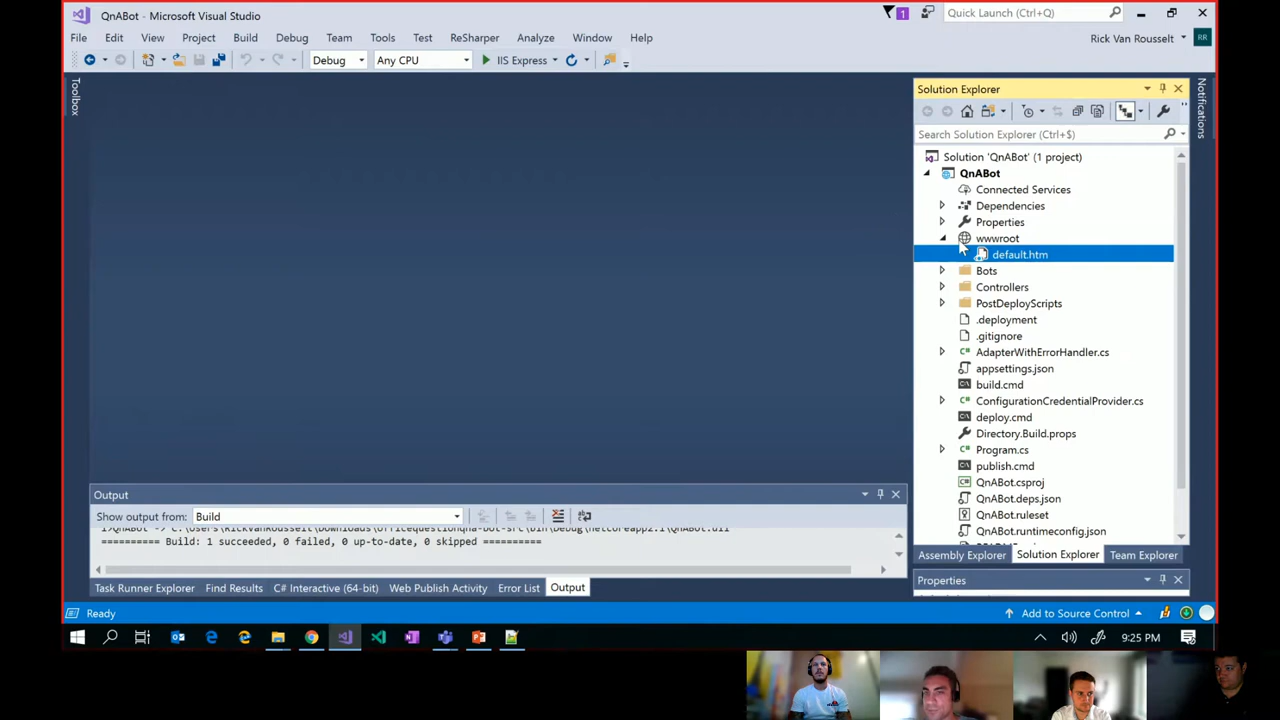 QnABot - Microsoft Visual Studio
1
Quick Launch (Ctrl+Q)
File Edit View Project Build Debug Team Tools Test ReSharper Analyze Window Help
Rick Van Rousselt RR
Debug Any CPU IIS Express
Toolbox
Notifications
Solution Explorer
Search Solution Explorer (Ctrl+$)
Solution 'QnABot' (1 project)
QnABot
Connected Services
Dependencies
Properties
wwwroot
default.htm
Bots
Controllers
PostDeployScripts
.deployment
.gitignore
AdapterWithErrorHandler.cs
appsettings.json
build.cmd
ConfigurationCredentialProvider.cs
deploy.cmd
Directory.Build.props
Program.cs
publish.cmd
QnABot.csproj
QnABot.deps.json
QnABot.ruleset
QnABot.runtimeconfig.json
Assembly Explorer Solution Explorer Team Explorer
Properties
Output
Show output from: Build
========== Build: 1 succeeded, 0 failed, 0 up-to-date, 0 skipped ==========
Task Runner Explorer Find Results C# Interactive (64-bit) Web Publish Activity Error List Output
Ready
Add to Source Control
9:25 PM